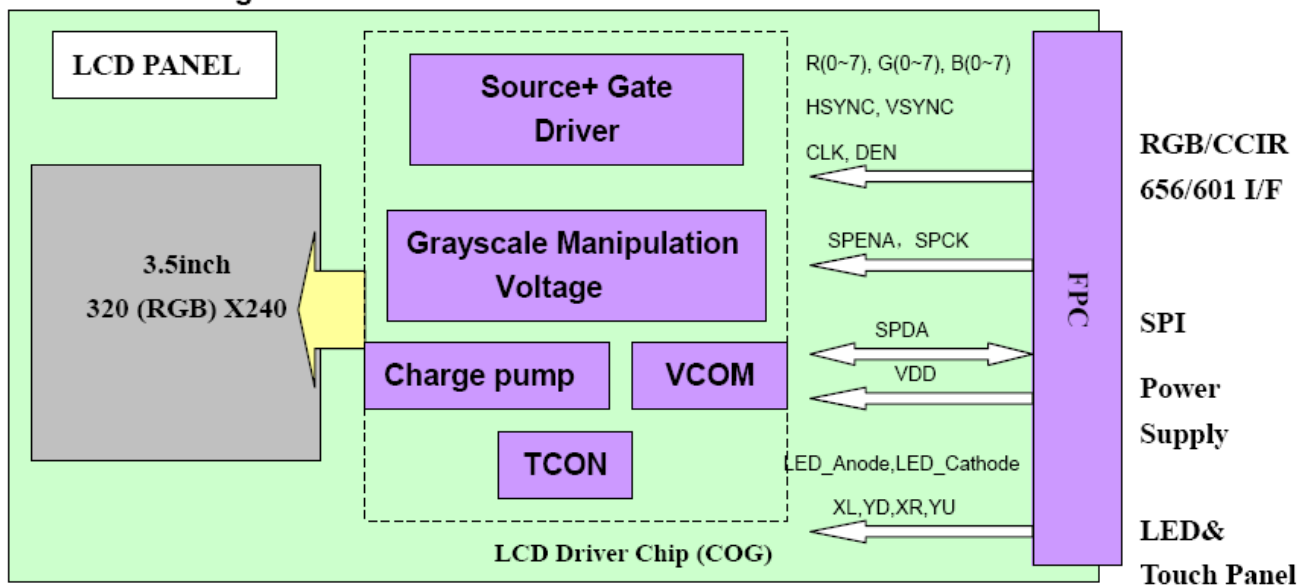 LCD PANEL
3.5inch
320 (RGB) X240
Source+ Gate
Driver
Grayscale Manipulation
Voltage
Charge pump
VCOM
TCON
LCD Driver Chip (COG)
R(0~7), G(0~7), B(0~7)
HSYNC, VSYNC
CLK, DEN
SPENA，SPCK
SPDA
VDD
LED_Anode,LED_Cathode
XL,YD,XR,YU
FPC
RGB/CCIR
656/601 I/F
SPI
Power
Supply
LED&
Touch Panel